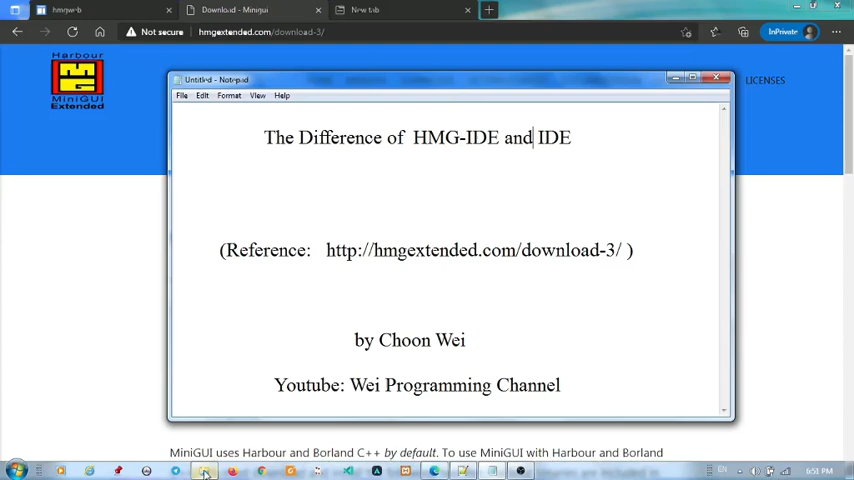 hmgweb
Download - Minigui
New tab
Not secure
hmgextended.com/download-3/
InPrivate
Harbour
MiniGUI
Extended
LICENSES
Untitled - Notepad
File Edit Format View Help
The Difference of HMG-IDE and IDE
(Reference: http://hmgextended.com/download-3/ )
by Choon Wei
Youtube: Wei Programming Channel
MiniGUI uses Harbour and Borland C++ by default. To use MiniGUI with Harbour and Borland
EN
6:51 PM